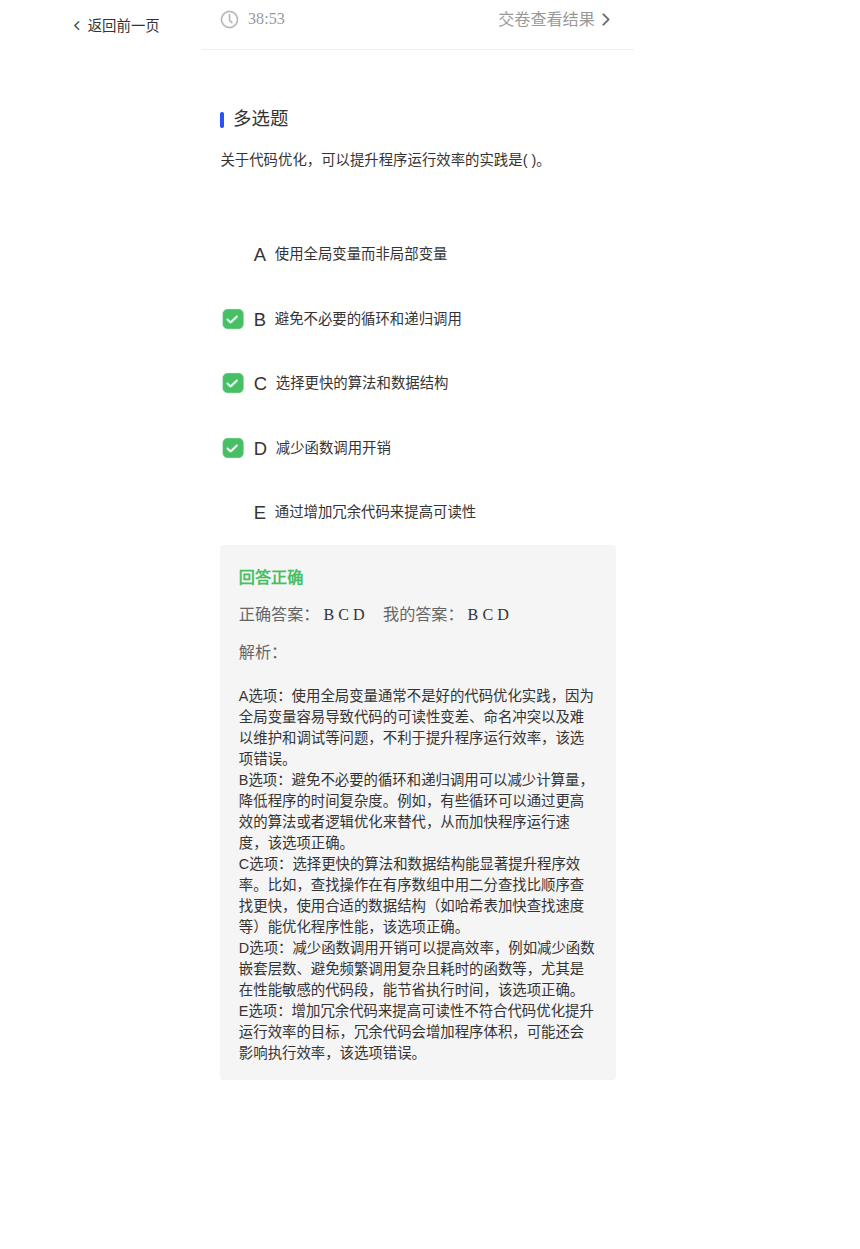 返回前一页
38:53
交卷查看结果
多选题
关于代码优化，可以提升程序运行效率的实践是( )。
A 使用全局变量而非局部变量
B 避免不必要的循环和递归调用
C 选择更快的算法和数据结构
D 减少函数调用开销
E 通过增加冗余代码来提高可读性
回答正确
正确答案： B C D 我的答案： B C D
解析：
A选项：使用全局变量通常不是好的代码优化实践，因为
全局变量容易导致代码的可读性变差、命名冲突以及难
以维护和调试等问题，不利于提升程序运行效率，该选
项错误。
B选项：避免不必要的循环和递归调用可以减少计算量，
降低程序的时间复杂度。例如，有些循环可以通过更高
效的算法或者逻辑优化来替代，从而加快程序运行速
度，该选项正确。
C选项：选择更快的算法和数据结构能显著提升程序效
率。比如，查找操作在有序数组中用二分查找比顺序查
找更快，使用合适的数据结构（如哈希表加快查找速度
等）能优化程序性能，该选项正确。
D选项：减少函数调用开销可以提高效率，例如减少函数
嵌套层数、避免频繁调用复杂且耗时的函数等，尤其是
在性能敏感的代码段，能节省执行时间，该选项正确。
E选项：增加冗余代码来提高可读性不符合代码优化提升
运行效率的目标，冗余代码会增加程序体积，可能还会
影响执行效率，该选项错误。